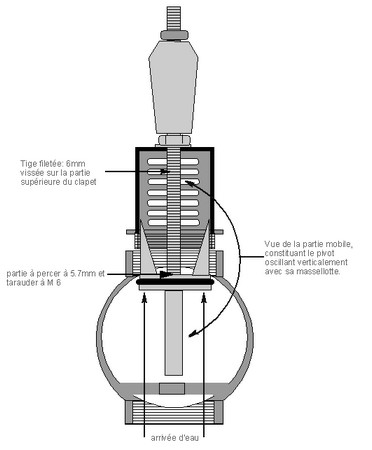 Tige filetée: 6mm
vissée sur la partie
supérieure du clapet
Vue de la partie mobile,
constituant le pivot
oscillant verticalement
avec sa massellotte.
partie à percer à 5.7mm et
tarauder à M 6
arrivée d'eau